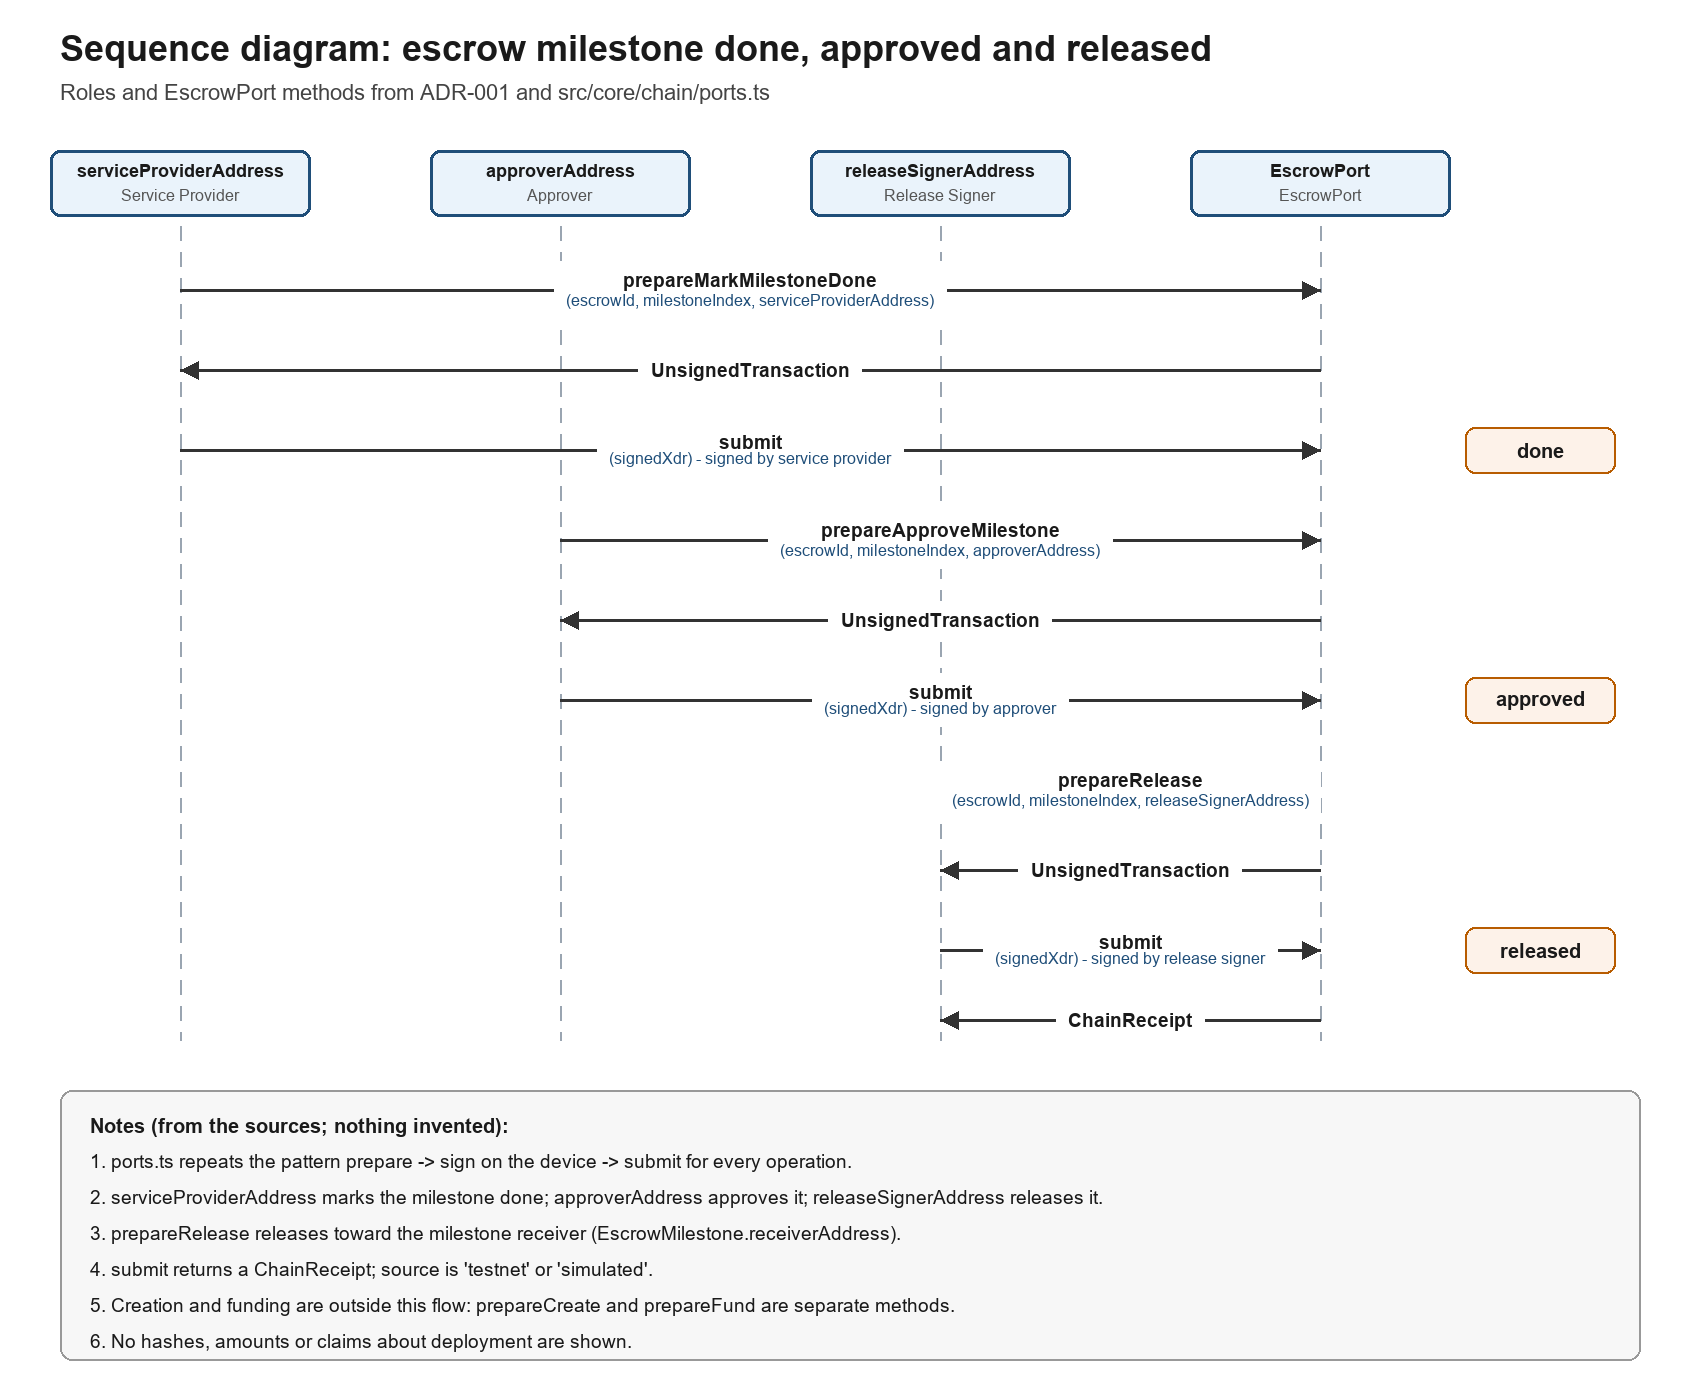 Sequence diagram: escrow milestone done, approved and released
Roles and EscrowPort methods from ADR-001 and src/core/chain/ports.ts
serviceProviderAddress
Service Provider
approverAddress
Approver
releaseSignerAddress
Release Signer
EscrowPort
EscrowPort
prepareMarkMilestoneDone
(escrowId, milestoneIndex, serviceProviderAddress)
UnsignedTransaction
submit
(signedXdr) - signed by service provider
done
prepareApproveMilestone
(escrowId, milestoneIndex, approverAddress)
UnsignedTransaction
submit
(signedXdr) - signed by approver
approved
prepareRelease
(escrowId, milestoneIndex, releaseSignerAddress)
UnsignedTransaction
submit
(signedXdr) - signed by release signer
released
ChainReceipt
Notes (from the sources; nothing invented):
1. ports.ts repeats the pattern prepare -> sign on the device -> submit for every operation.
2. serviceProviderAddress marks the milestone done; approverAddress approves it; releaseSignerAddress releases it.
3. prepareRelease releases toward the milestone receiver (EscrowMilestone.receiverAddress).
4. submit returns a ChainReceipt; source is 'testnet' or 'simulated'.
5. Creation and funding are outside this flow: prepareCreate and prepareFund are separate methods.
6. No hashes, amounts or claims about deployment are shown.